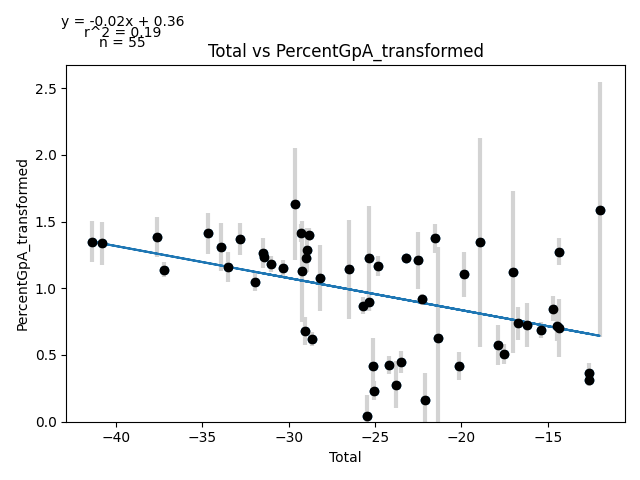 y = -0.02x + 0.36
r^2 = 0.19
n = 55
Total vs PercentGpA_transformed
2.5
2.0
1.5
1.0
0.5
0.0
PercentGpA_transformed
−40
−35
−30
−25
−20
−15
Total